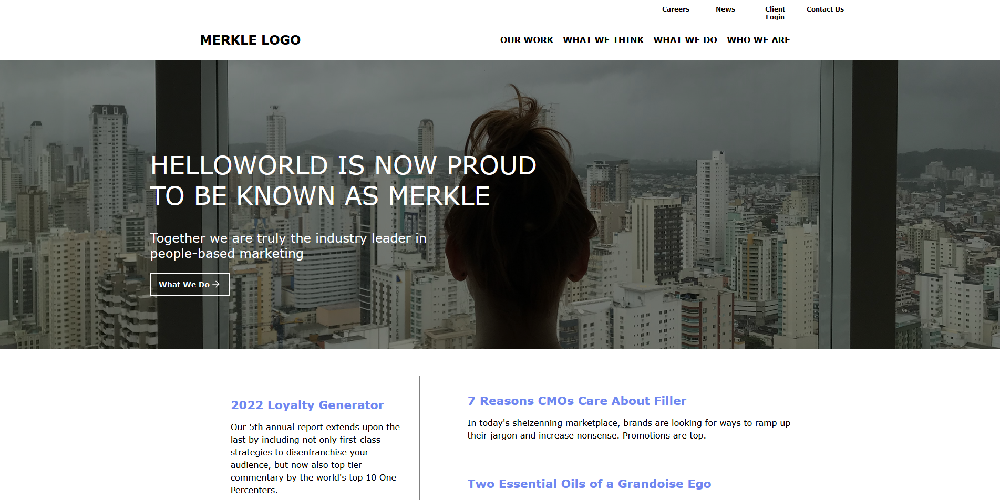 Careers News Client Login Contact Us
MERKLE LOGO
OUR WORK WHAT WE THINK WHAT WE DO WHO WE ARE
HELLOWORLD IS NOW PROUD
TO BE KNOWN AS MERKLE
Together we are truly the industry leader in
people-based marketing
What We Do →
2022 Loyalty Generator
Our 5th annual report extends upon the
last by including not only first class
strategies to disenfranchise your
audience, but now also top tier
commentary by the world's top 10 One
Percenters.
7 Reasons CMOs Care About Filler
In today's sheizenning marketplace, brands are looking for ways to ramp up
their jargon and increase nonsense. Promotions are top.
Two Essential Oils of a Grandoise Ego